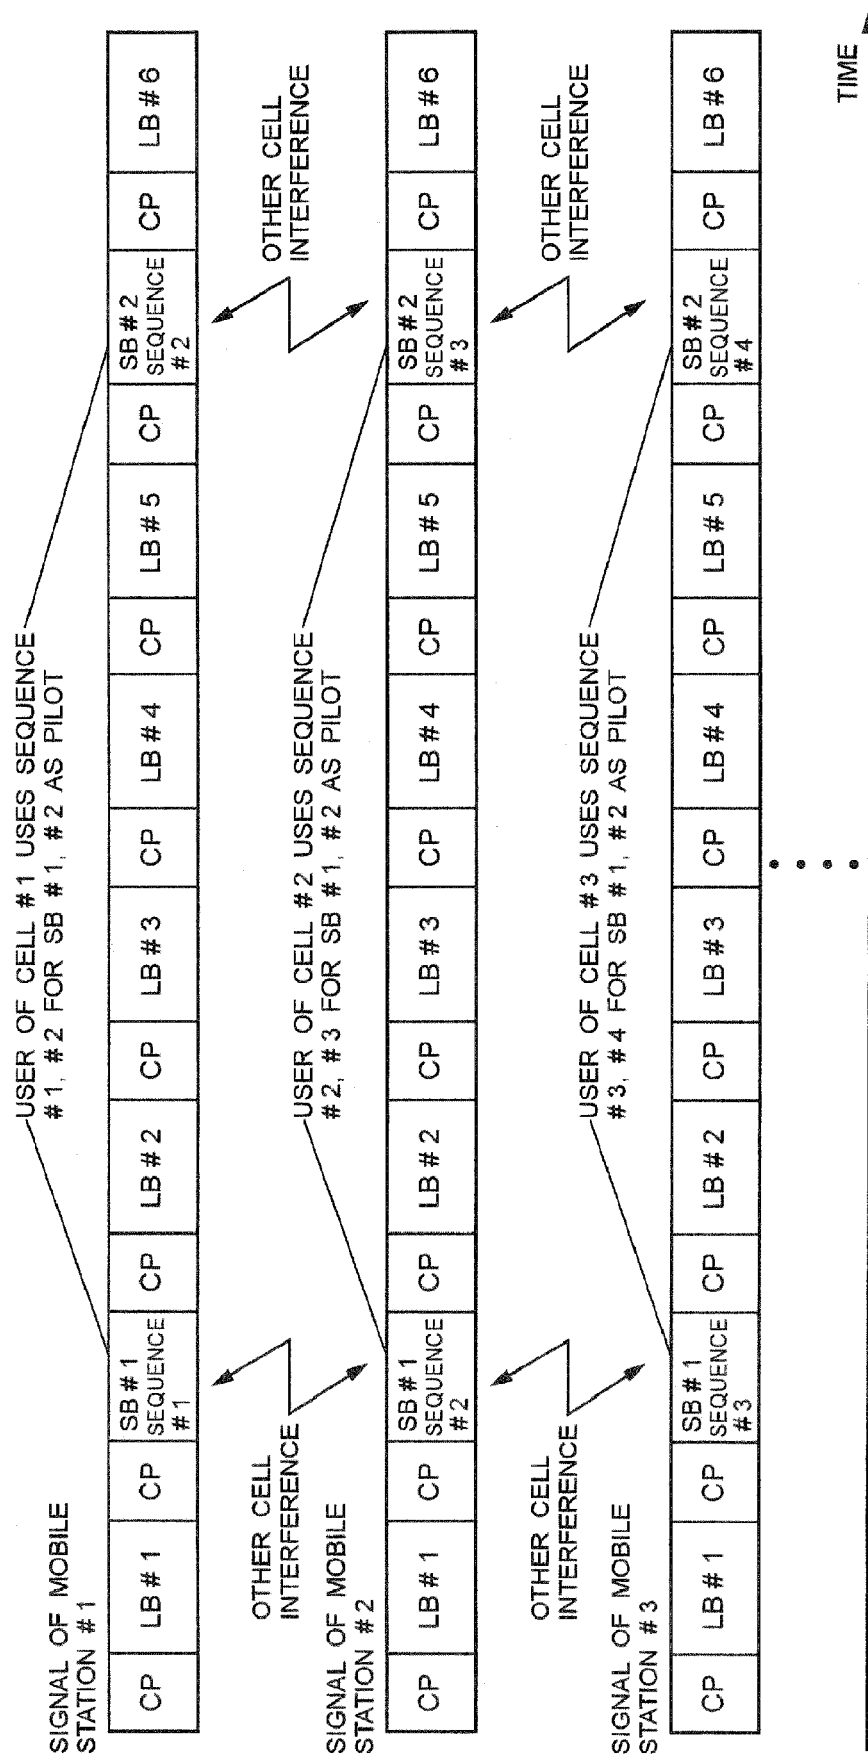 SIGNAL OF MOBILE
STATION #1
USER OF CELL #1 USES SEQUENCE
#1, #2 FOR SB #1, #2 AS PILOT
CP
LB#1
CP
SB#1
SEQUENCE
#1
CP
LB#2
CP
LB#3
CP
LB#4
CP
LB#5
CP
SB#2
SEQUENCE
#2
CP
LB#6
OTHER CELL
INTERFERENCE
OTHER CELL
INTERFERENCE
SIGNAL OF MOBILE
STATION #2
USER OF CELL #2 USES SEQUENCE
#2, #3 FOR SB #1, #2 AS PILOT
CP
LB#1
CP
SB#1
SEQUENCE
#2
CP
LB#2
CP
LB#3
CP
LB#4
CP
LB#5
CP
SB#2
SEQUENCE
#3
CP
LB#6
OTHER CELL
INTERFERENCE
OTHER CELL
INTERFERENCE
SIGNAL OF MOBILE
STATION #3
USER OF CELL #3 USES SEQUENCE
#3, #4 FOR SB #1, #2 AS PILOT
CP
LB#1
CP
SB#1
SEQUENCE
#3
CP
LB#2
CP
LB#3
CP
LB#4
CP
LB#5
CP
SB#2
SEQUENCE
#4
CP
LB#6
TIME